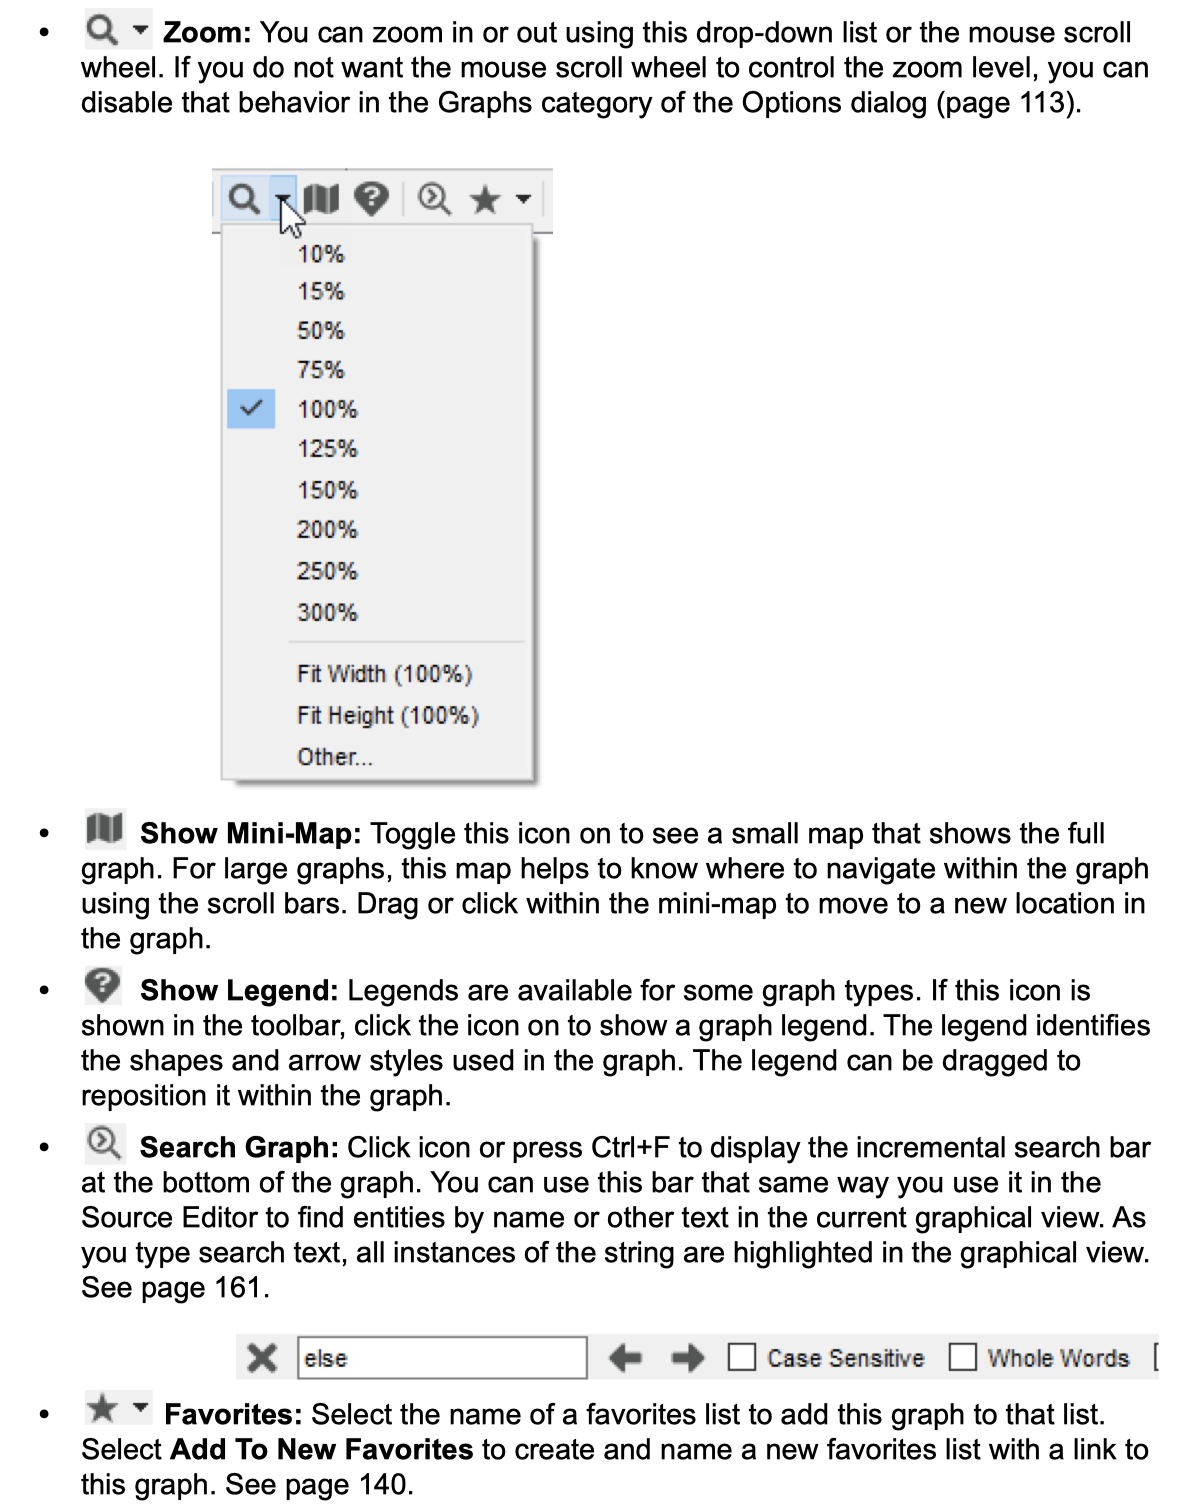 • Zoom: You can zoom in or out using this drop-down list or the mouse scroll
wheel. If you do not want the mouse scroll wheel to control the zoom level, you can
disable that behavior in the Graphs category of the Options dialog (page 113).
10%
15%
50%
75%
100%
125%
150%
200%
250%
300%
Fit Width (100%)
Fit Height (100%)
Other...
• Show Mini-Map: Toggle this icon on to see a small map that shows the full
graph. For large graphs, this map helps to know where to navigate within the graph
using the scroll bars. Drag or click within the mini-map to move to a new location in
the graph.
• Show Legend: Legends are available for some graph types. If this icon is
shown in the toolbar, click the icon on to show a graph legend. The legend identifies
the shapes and arrow styles used in the graph. The legend can be dragged to
reposition it within the graph.
• Search Graph: Click icon or press Ctrl+F to display the incremental search bar
at the bottom of the graph. You can use this bar that same way you use it in the
Source Editor to find entities by name or other text in the current graphical view. As
you type search text, all instances of the string are highlighted in the graphical view.
See page 161.
else Case Sensitive Whole Words
• Favorites: Select the name of a favorites list to add this graph to that list.
Select Add To New Favorites to create and name a new favorites list with a link to
this graph. See page 140.